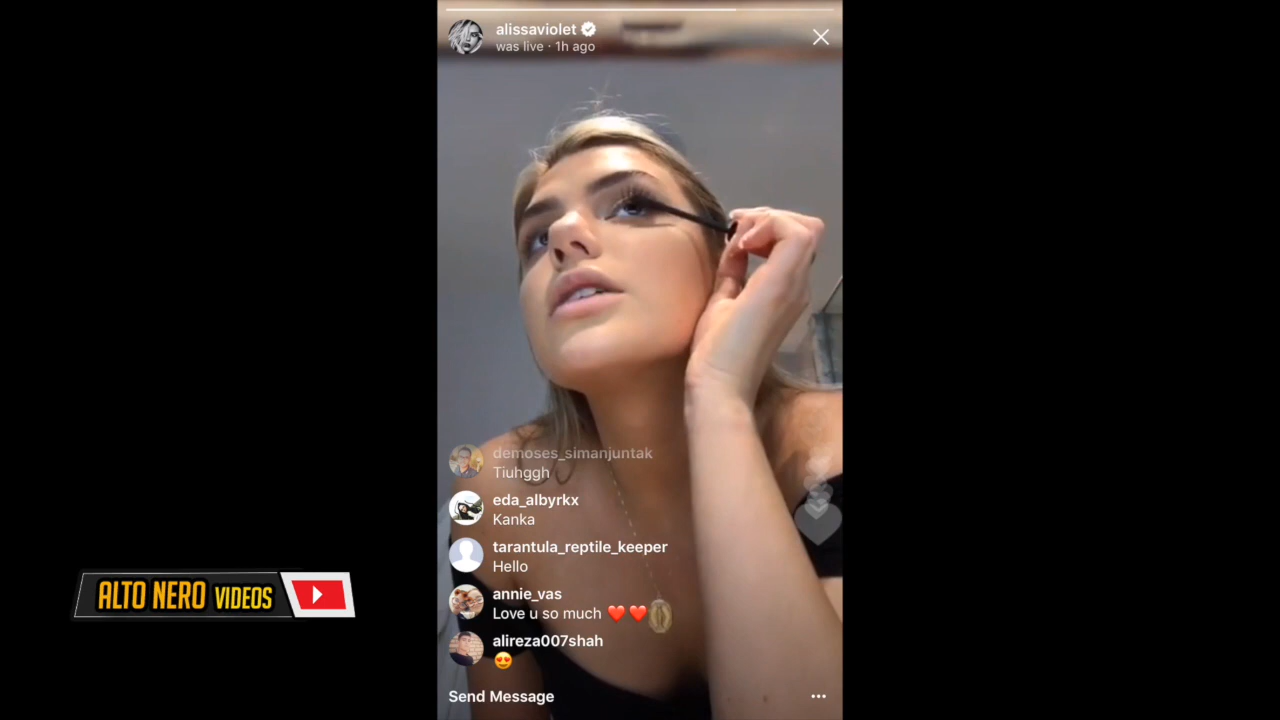 alissaviolet
was live · 1h ago
demoses_simanjuntak
Tiuhggh
eda_albyrkx
Kanka
tarantula_reptile_keeper
Hello
annie_vas
Love u so much ❤️❤️
alireza007shah
😍
Send Message
ALTO NERO VIDEOS